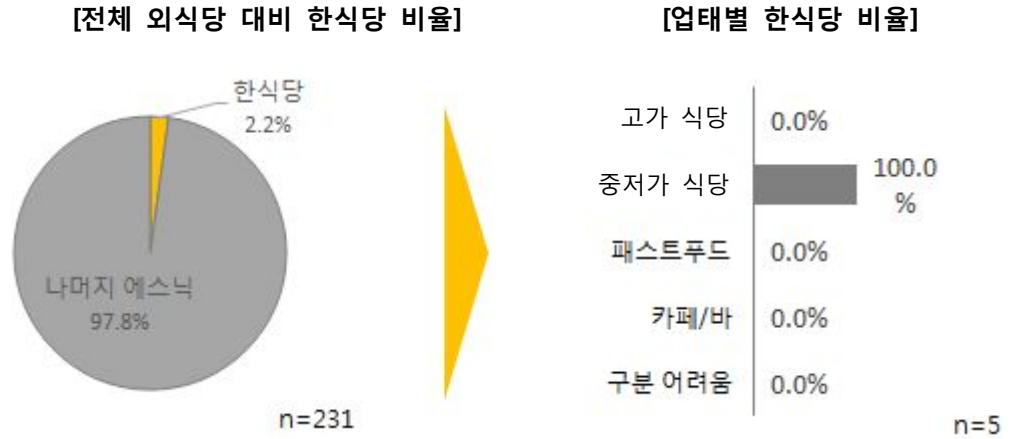 [전체 외식당 대비 한식당 비율]
한식당
2.2%
나머지 에스닉
97.8%
n=231
[업태별 한식당 비율]
고가 식당 0.0%
중저가 식당 100.0
%
패스트푸드 0.0%
카페/바 0.0%
구분 어려움 0.0%
n=5